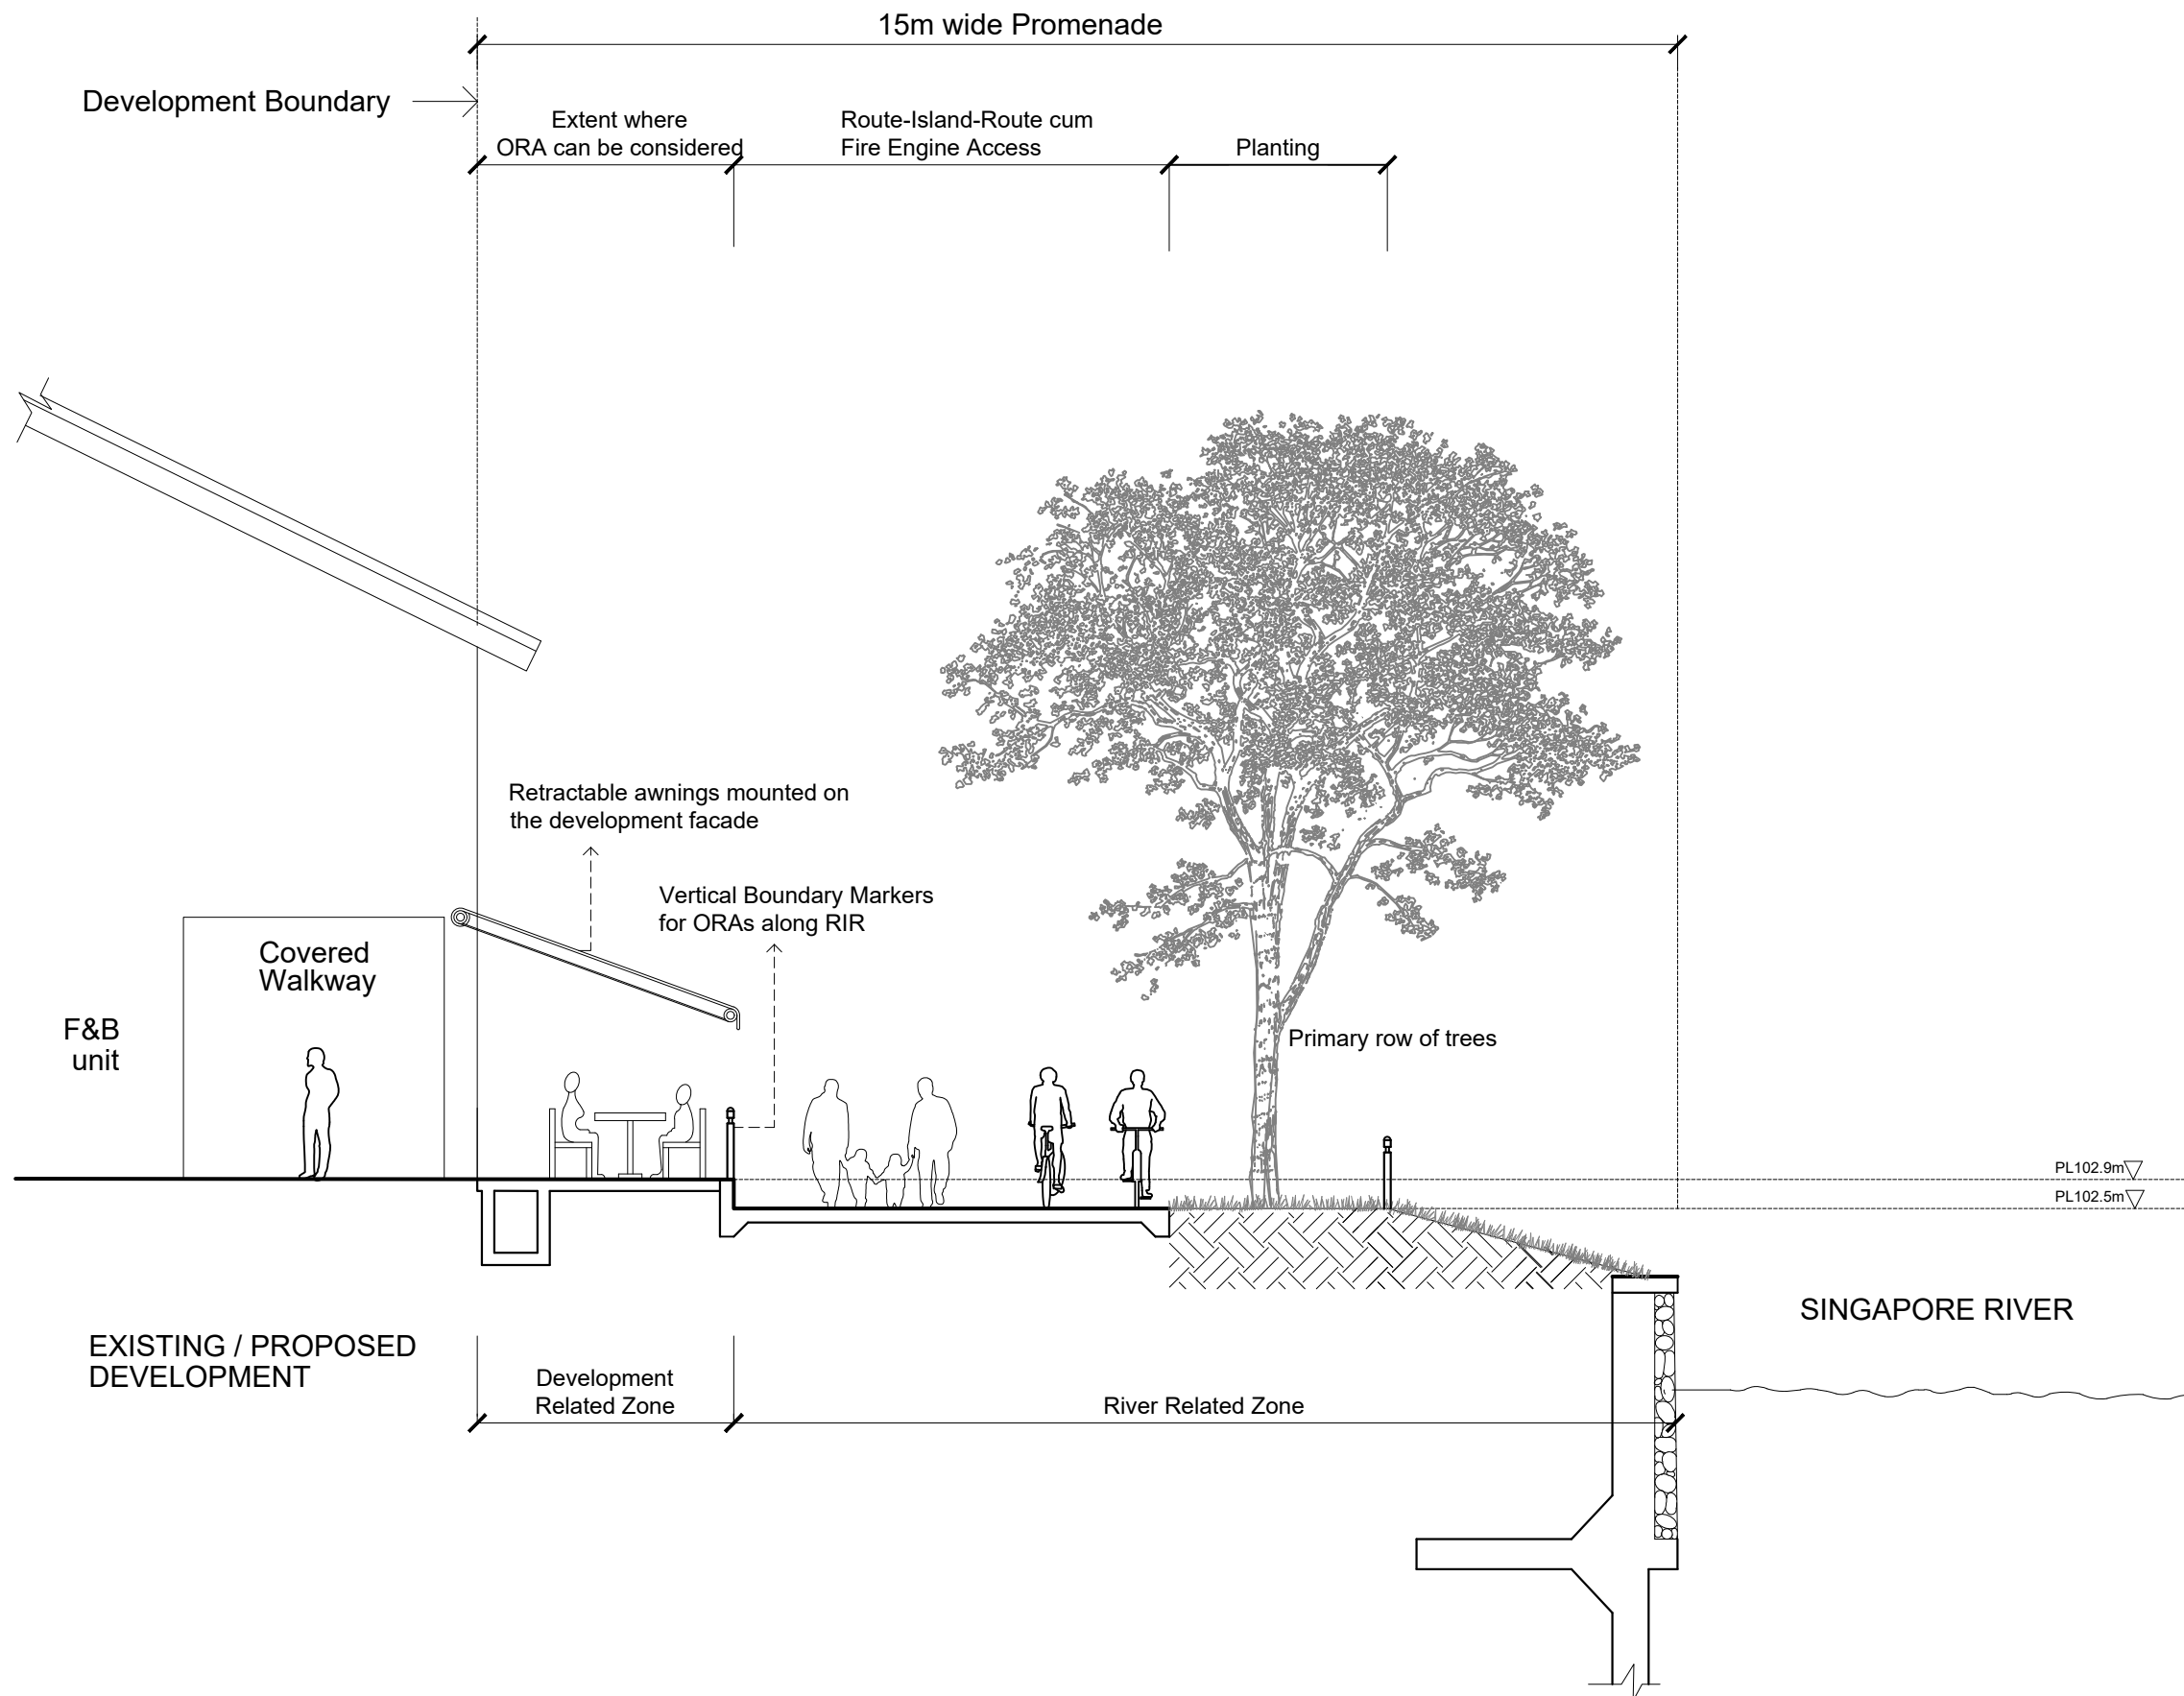 15m wide Promenade
Development Boundary
Extent where
ORA can be considered
Route-Island-Route cum
Fire Engine Access
Planting
Retractable awnings mounted on
the development facade
Vertical Boundary Markers
for ORAs along RIR
Covered
Walkway
F&B
unit
Primary row of trees
PL102.9m
PL102.5m
SINGAPORE RIVER
EXISTING / PROPOSED
DEVELOPMENT
Development
Related Zone
River Related Zone